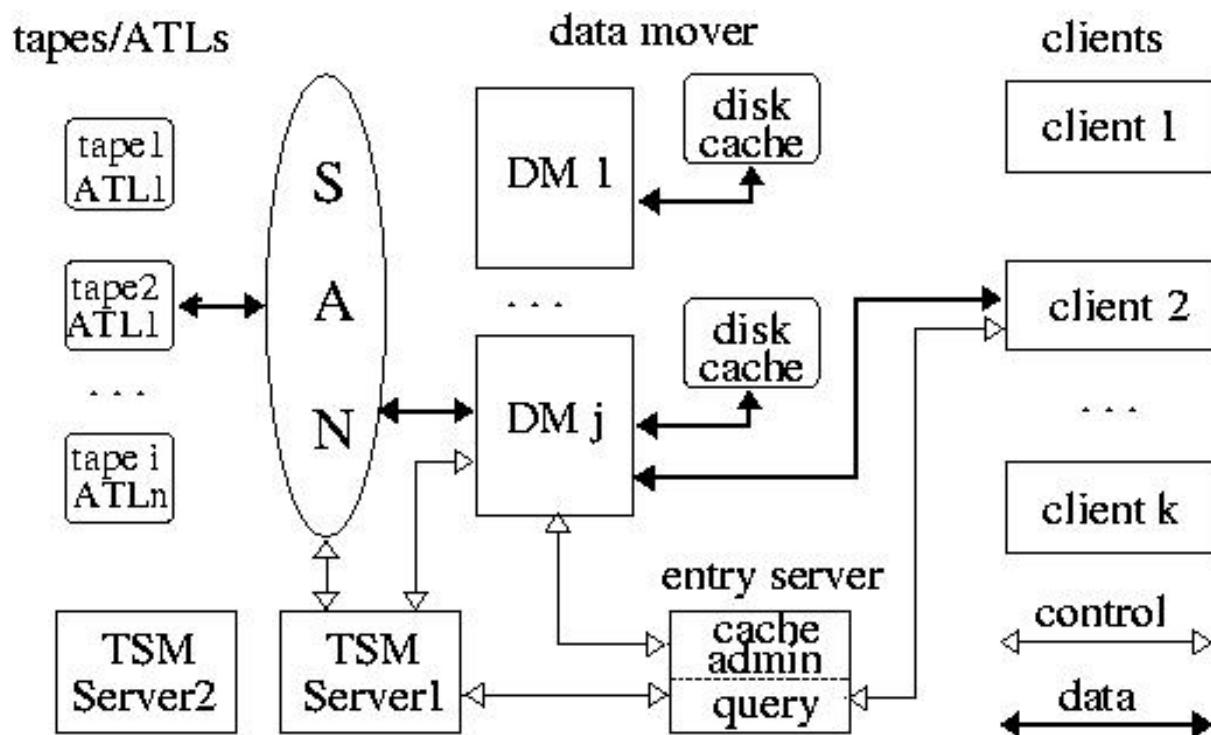 tapes/ATLs
data mover
clients
tape1
ATL1
S
A
N
DM 1
disk
cache
client 1
tape2
ATL1
. . .
disk
cache
client 2
. . .
DM j
. . .
tape i
ATLn
client k
entry server
control
TSM
Server2
TSM
Server1
cache
admin
query
data